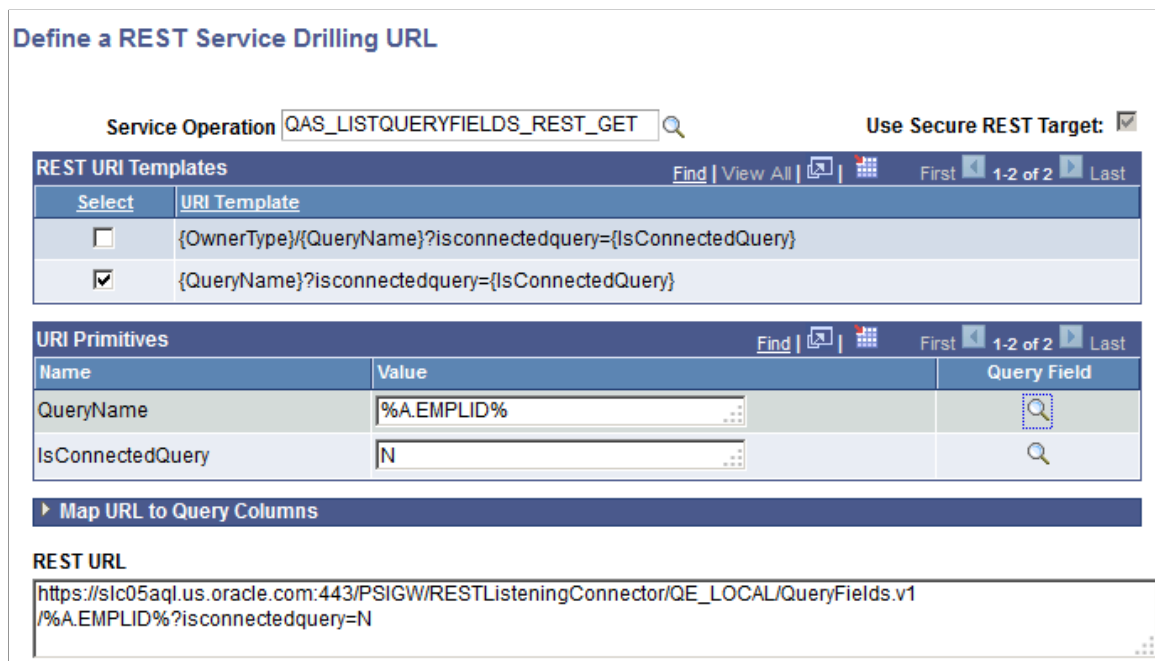 Define a REST Service Drilling URL
Service Operation QAS_LISTQUERYFIELDS_REST_GET Use Secure REST Target:
REST URI Templates Find | View All | | First 1-2 of 2 Last
Select URI Template
{OwnerType}/{QueryName}?isconnectedquery={IsConnectedQuery}
{QueryName}?isconnectedquery={IsConnectedQuery}
URI Primitives Find | | First 1-2 of 2 Last
Name Value Query Field
QueryName %A.EMPLID%
IsConnectedQuery N
Map URL to Query Columns
REST URL
https://slc05aql.us.oracle.com:443/PSIGW/RESTListeningConnector/QE_LOCAL/QueryFields.v1
/%A.EMPLID%?isconnectedquery=N